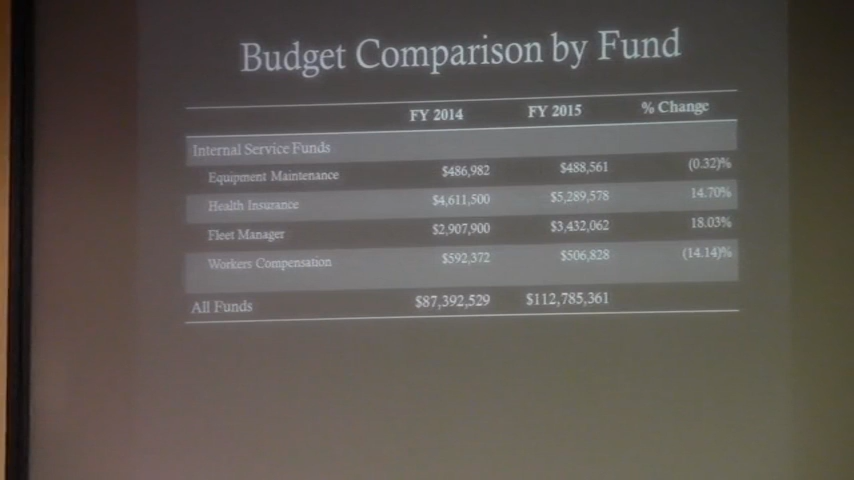 Budget Comparison by Fund
FY 2014 FY 2015 % Change
Internal Service Funds
Equipment Maintenance $486,982 $488,561 (0.32)%
Health Insurance $4,611,500 $5,289,578 14.70%
Fleet Manager $2,907,900 $3,432,062 18.03%
Workers Compensation $592,372 $506,828 (14.14)%
All Funds $87,392,529 $112,785,361